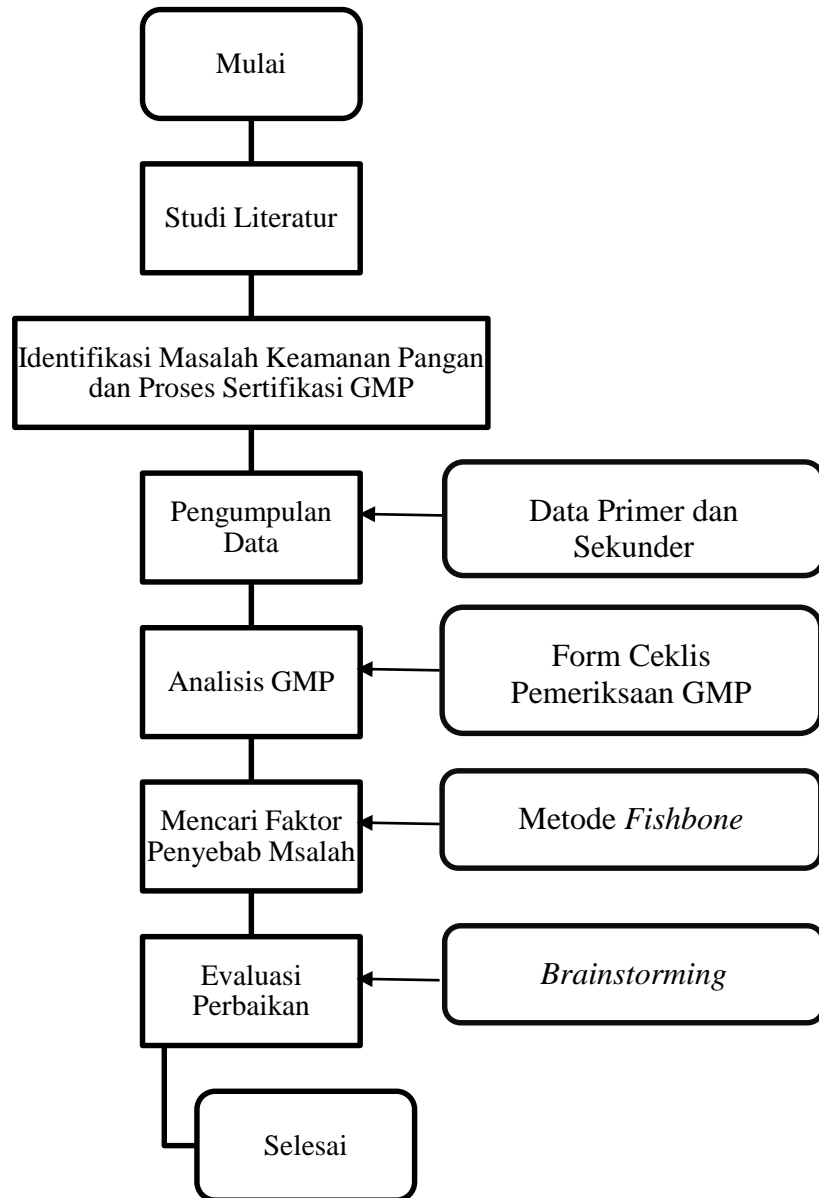 Mulai
Studi Literatur
Identifikasi Masalah Keamanan Pangan
dan Proses Sertifikasi GMP
Pengumpulan
Data
Data Primer dan
Sekunder
Analisis GMP
Form Ceklis
Pemeriksaan GMP
Mencari Faktor
Penyebab Msalah
Metode Fishbone
Evaluasi
Perbaikan
Brainstorming
Selesai